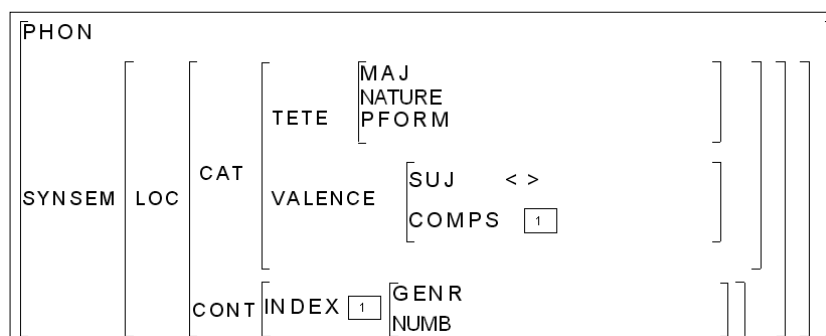 PHON
MAJ
NATURE
TETE PFORM
CAT
SUJ < >
SYNSEM LOC VALENCE
COMPS 1
CONT INDEX 1 GENR
NUMB